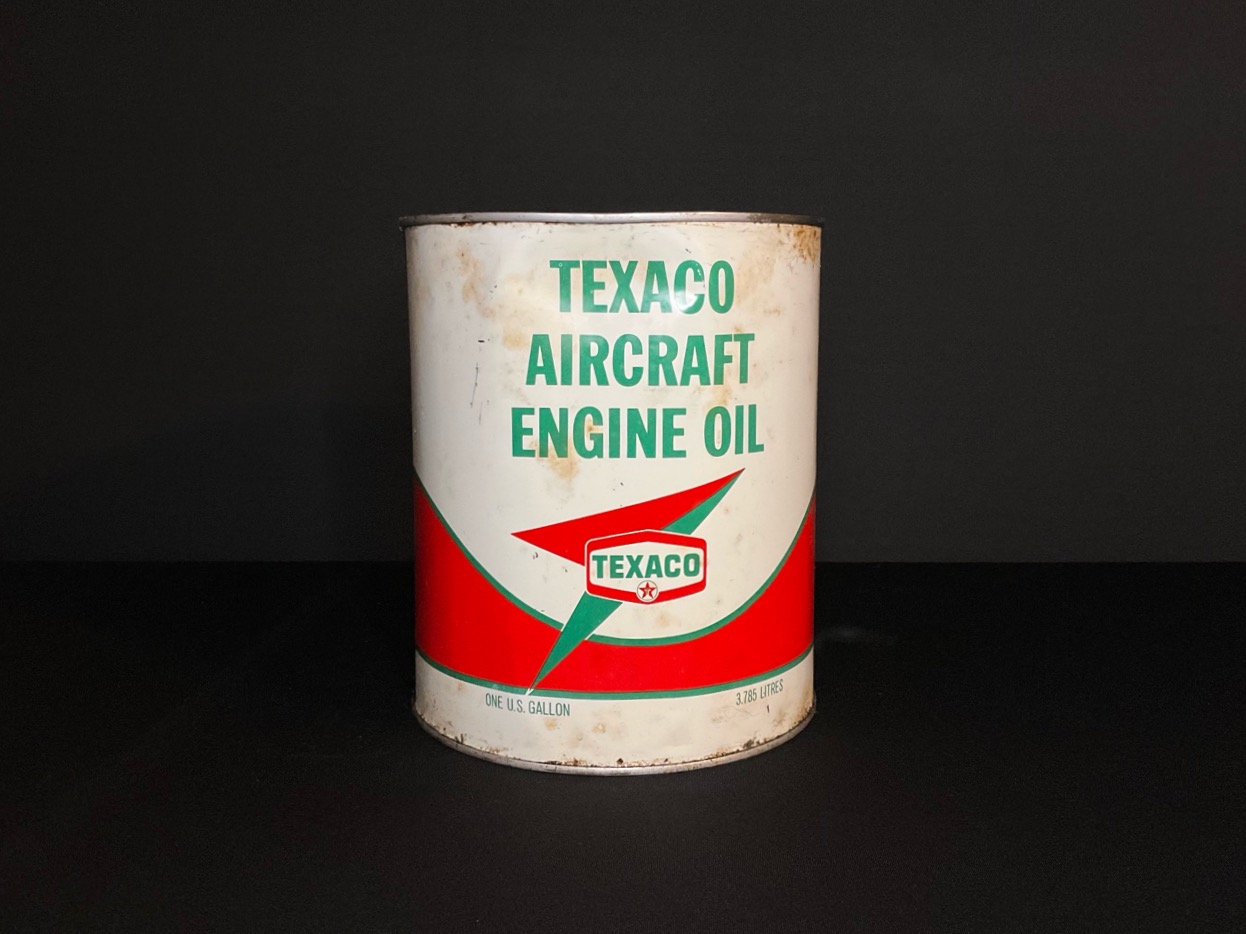 TEXACO
AIRCRAFT
ENGINE OIL
TEXACO
ONE U.S. GALLON
3.785 LITRES